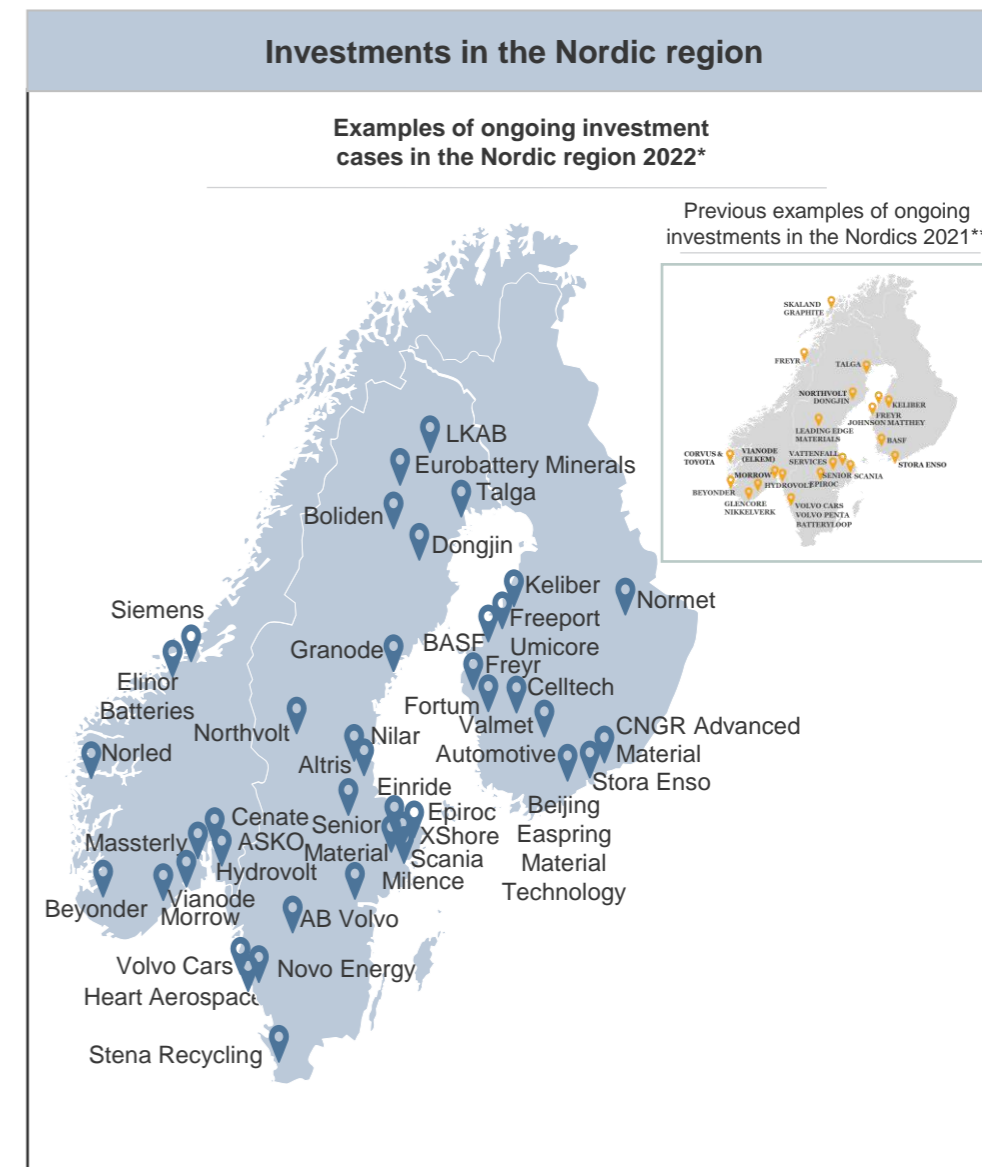 Investments in the Nordic region
Examples of ongoing investment
cases in the Nordic region 2022*
Previous examples of ongoing
investments in the Nordics 2021**
SKALAND
GRAPHITE
FREYR
TALGA
NORTHVOLT
DONGJIN
KELIBER
FREYR
JOHNSON MATTHEY
LEADING EDGE
MATERIALS
BASF
CORVUS &
TOYOTA
VIANODE
(ELKEM)
VATTENFALL
SERVICES
STORA ENSO
MORROW
HYDROVOLT
SENIOR
SCANIA
EPIROC
BEYONDER
GLENCORE
NIKKELVERK
VOLVO CARS
VOLVO PENTA
BATTERYLOOP
LKAB
Eurobattery Minerals
Talga
Boliden
Dongjin
Keliber
Normet
Siemens
Freeport
Umicore
BASF
Granode
Elinor
Batteries
Freyr
Celltech
Fortum
Northvolt
Valmet
Automotive
CNGR Advanced
Material
Nilar
Norled
Altris
Stora Enso
Einride
Beijing
Easpring
Material
Technology
Cenate
Senior
Material
Epiroc
XShore
Massterly
ASKO
Scania
Hydrovolt
Milence
Vianode
Beyonder
Morrow
AB Volvo
Volvo Cars
Novo Energy
Heart Aerospace
Stena Recycling